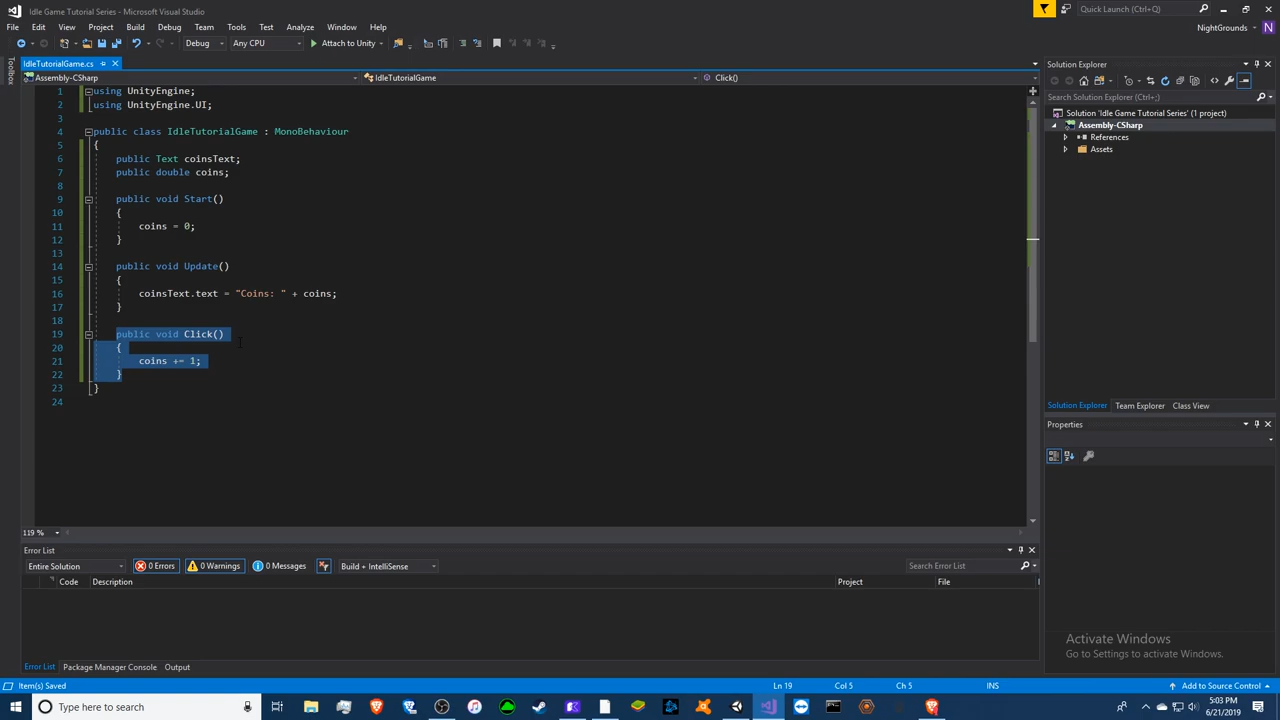 Idle Game Tutorial Series - Microsoft Visual Studio
Quick Launch (Ctrl+Q)
File Edit View Project Build Debug Team Tools Test Analyze Window Help
NightGrounds N
Debug Any CPU Attach to Unity
Toolbox
IdleTutorialGame.cs
Assembly-CSharp IdleTutorialGame Click()
1 using UnityEngine;
2 using UnityEngine.UI;
3
4 public class IdleTutorialGame : MonoBehaviour
5 {
6 public Text coinsText;
7 public double coins;
8
9 public void Start()
10 {
11 coins = 0;
12 }
13
14 public void Update()
15 {
16 coinsText.text = "Coins: " + coins;
17 }
18
19 public void Click()
20 {
21 coins += 1;
22 }
23 }
24
119 %
Solution Explorer
Search Solution Explorer (Ctrl+;)
Solution 'Idle Game Tutorial Series' (1 project)
Assembly-CSharp
References
Assets
Solution Explorer Team Explorer Class View
Properties
Error List
Entire Solution 0 Errors 0 Warnings 0 Messages Build + IntelliSense Search Error List
Code Description Project File
Error List Package Manager Console Output
Activate Windows
Go to Settings to activate Windows.
Item(s) Saved Ln 19 Col 5 Ch 5 INS Add to Source Control
Type here to search
5:03 PM
6/21/2019